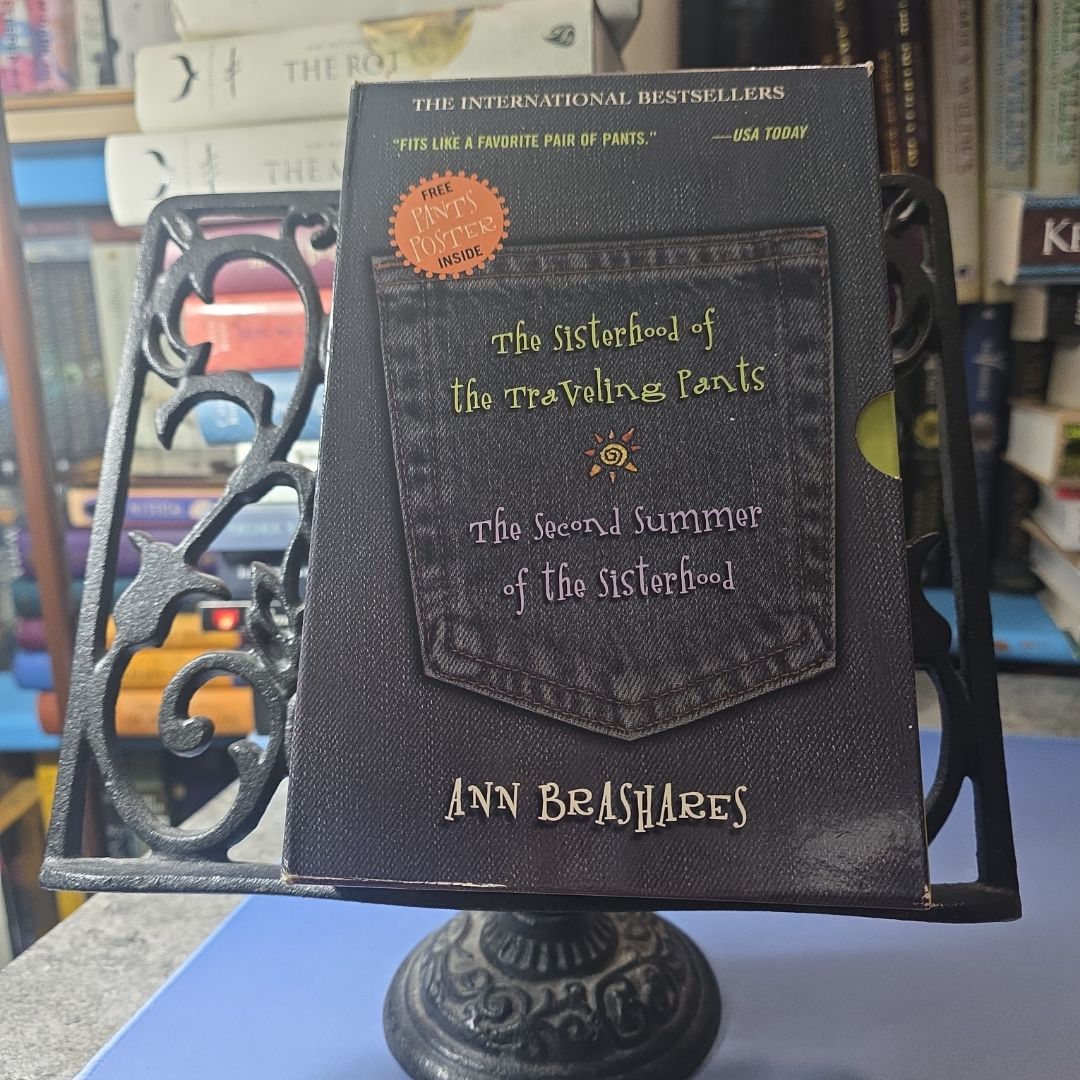 THE ROT
THE
THE INTERNATIONAL BESTSELLERS
"FITS LIKE A FAVORITE PAIR OF PANTS."
—USA TODAY
FREE
PANTS
POSTER
INSIDE
The Sisterhood of
the Traveling Pants
The Second Summer
of the Sisterhood
ANN BRASHARES